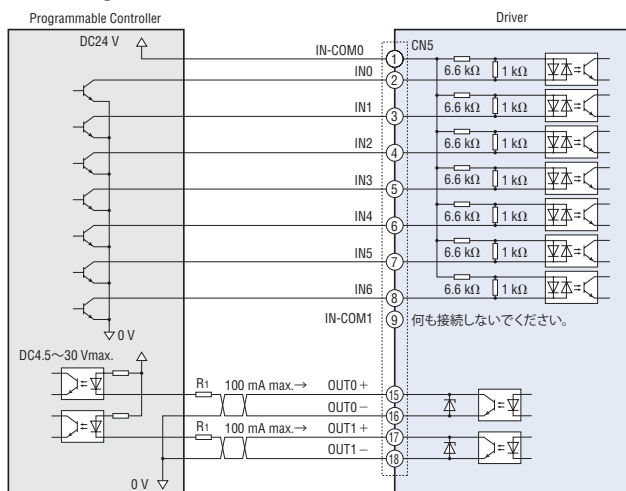 Programmable Controller
Driver
DC24 V
IN-COM0
CN5
1
6.6 kΩ
1 kΩ
IN0
2
6.6 kΩ
1 kΩ
IN1
3
6.6 kΩ
1 kΩ
IN2
4
6.6 kΩ
1 kΩ
IN3
5
6.6 kΩ
1 kΩ
IN4
6
6.6 kΩ
1 kΩ
IN5
7
6.6 kΩ
1 kΩ
IN6
8
IN-COM1
9
何も接続しないでください。
0 V
DC4.5～30 Vmax.
R1
100 mA max.→
OUT0＋
15
OUT0−
16
R1
100 mA max.→
OUT1＋
17
OUT1−
18
0 V